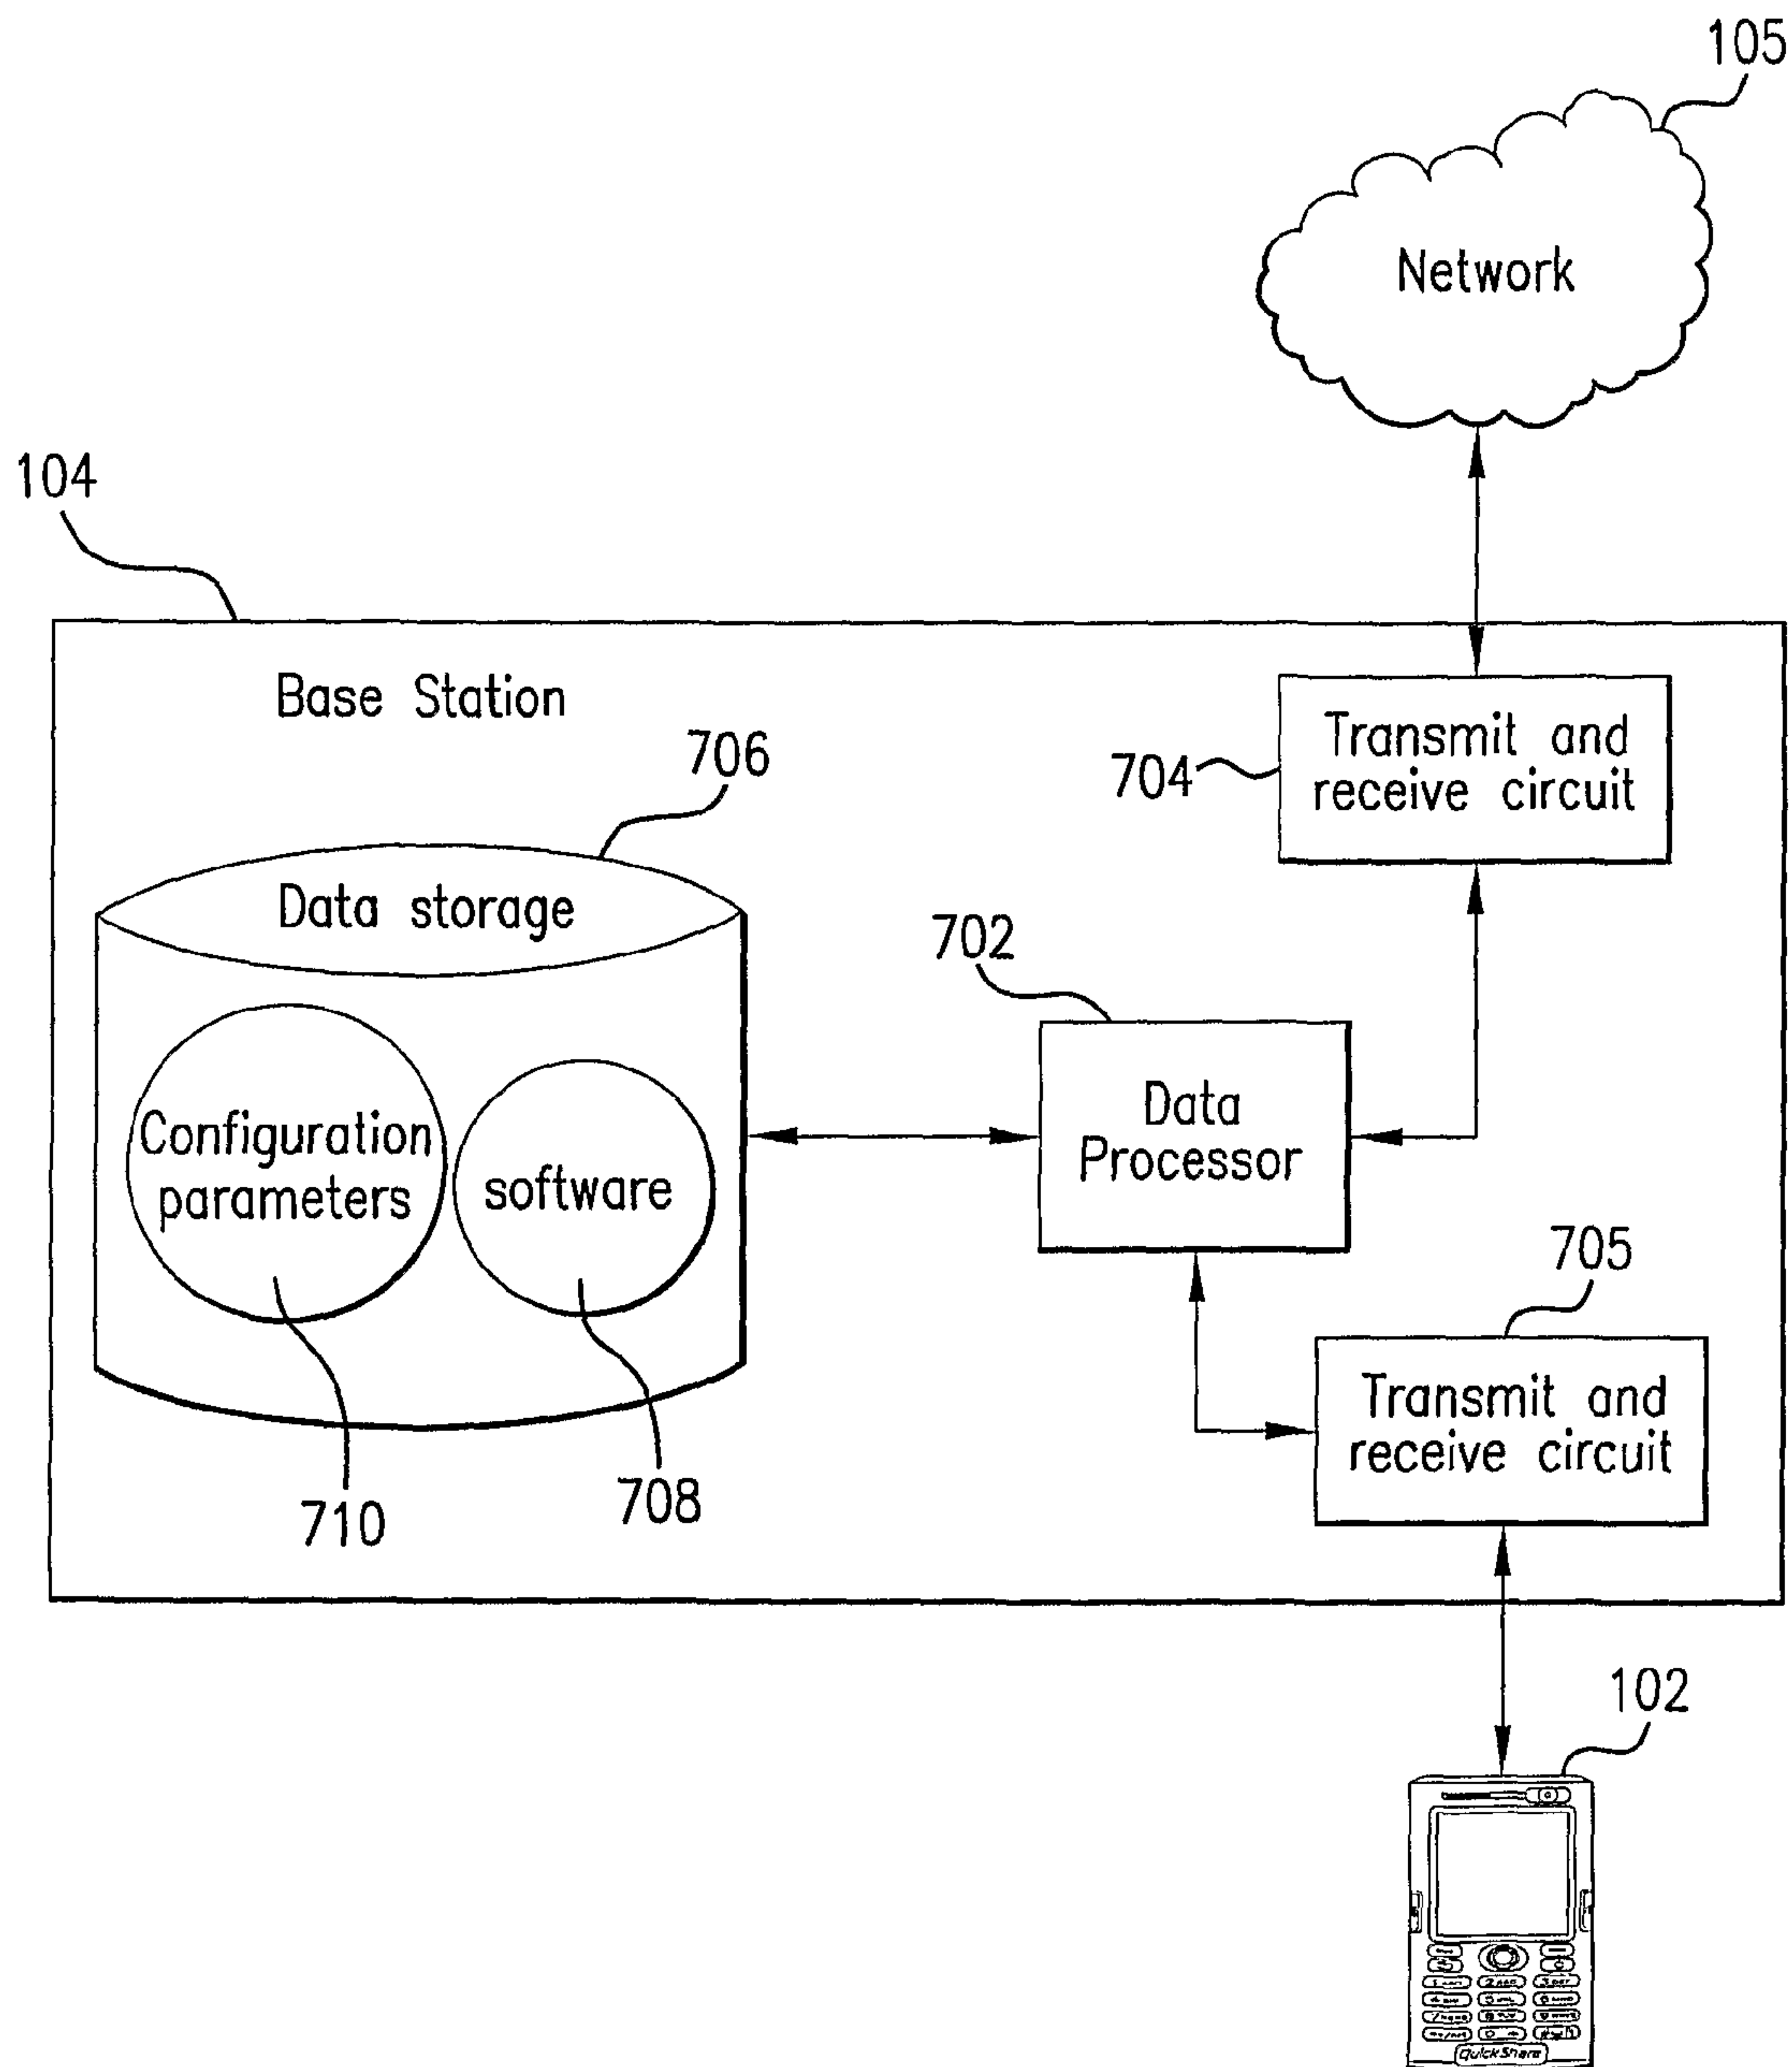 105
Network
104
Base Station
706
704
Transmit and
receive circuit
Data storage
702
Configuration
parameters
software
Data
Processor
705
Transmit and
receive circuit
710
708
102
QuickShare